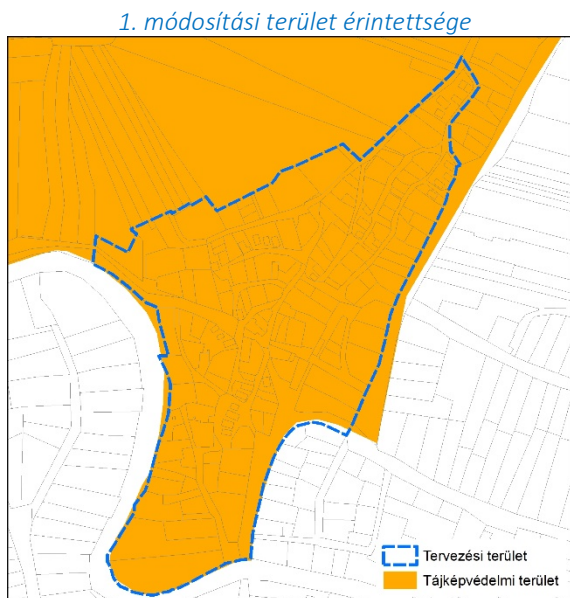 1. módosítási terület érintettsége
Tervezési terület
Tájképvédelmi terület